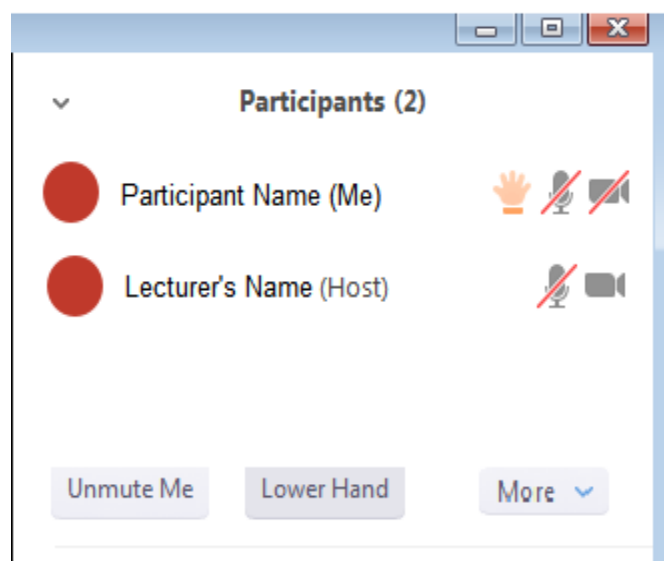 Participants (2)
Participant Name (Me)
Lecturer's Name (Host)
Unmute Me Lower Hand More